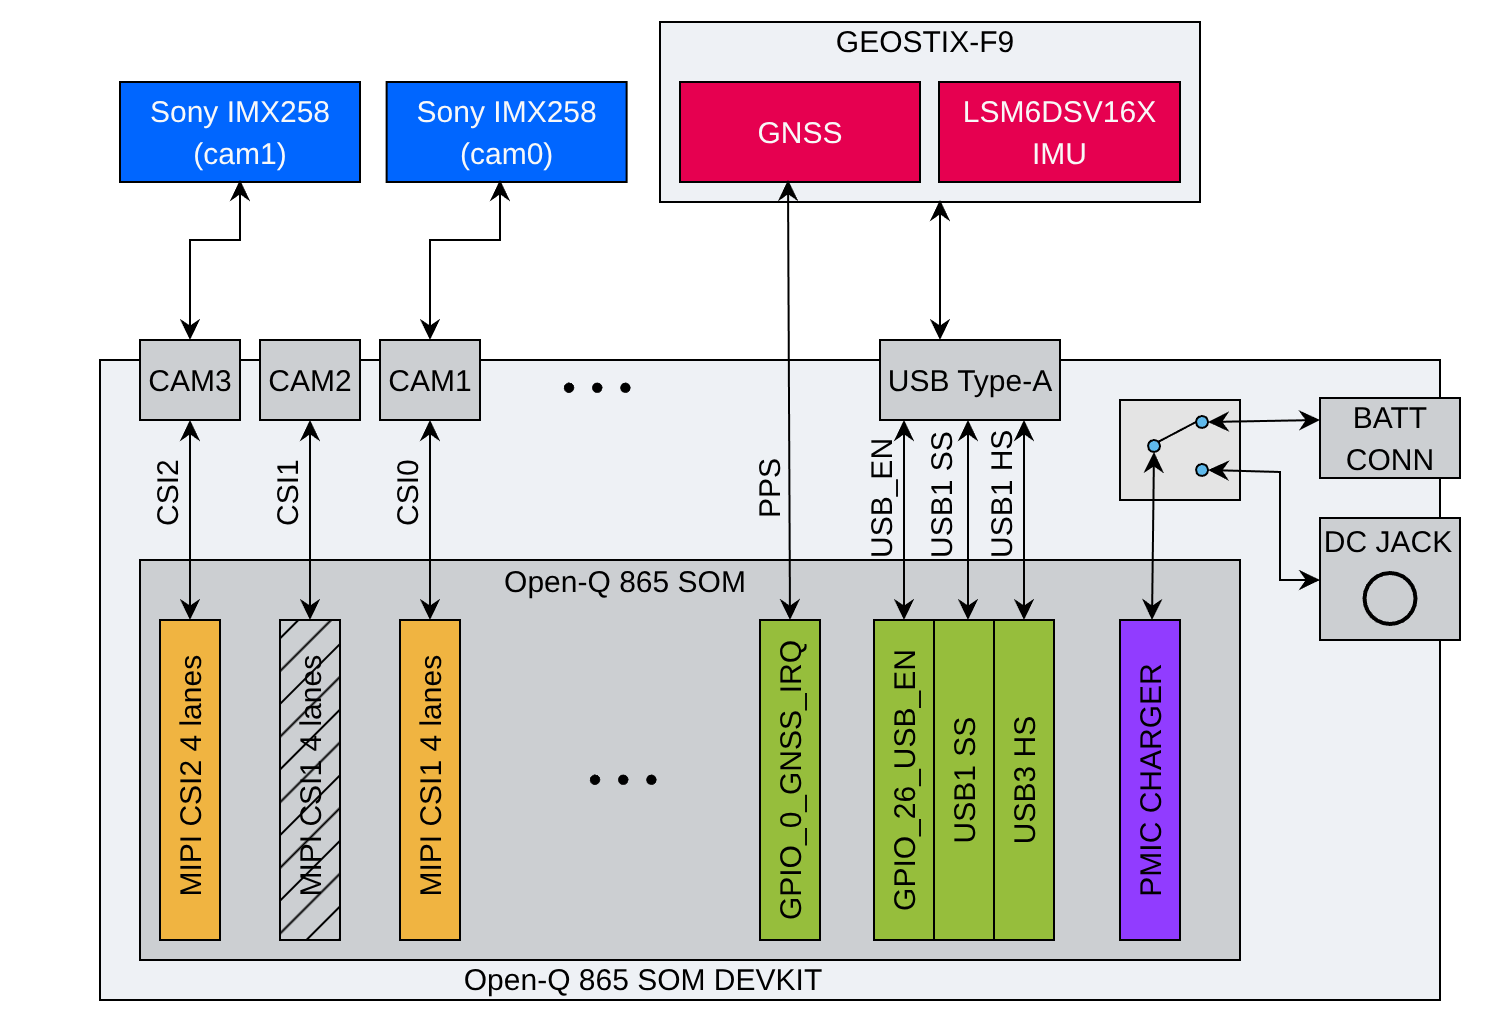 GEOSTIX-F9
Sony IMX258
(cam1)
Sony IMX258
(cam0)
GNSS
LSM6DSV16X
IMU
CAM3
CAM2
CAM1
USB Type-A
BATT
CONN
CSI2
CSI1
CSI0
PPS
USB_EN
USB1 SS
USB1 HS
DC JACK
Open-Q 865 SOM
MIPI CSI2 4 lanes
MIPI CSI1 4 lanes
MIPI CSI1 4 lanes
GPIO_0_GNSS_IRQ
GPIO_26_USB_EN
USB1 SS
USB3 HS
PMIC CHARGER
Open-Q 865 SOM DEVKIT